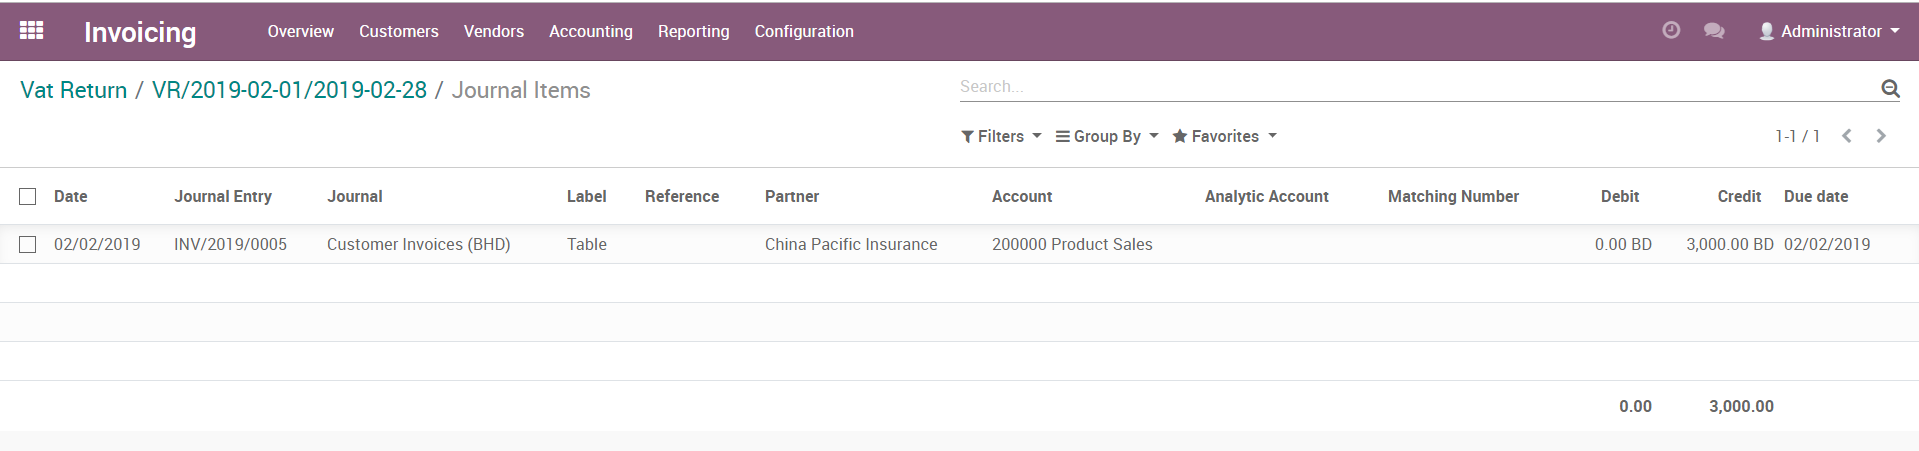 Invoicing Overview Customers Vendors Accounting Reporting Configuration Administrator
Vat Return / VR/2019-02-01/2019-02-28 / Journal Items Search...
Filters Group By Favorites 1-1 / 1
Date Journal Entry Journal Label Reference Partner Account Analytic Account Matching Number Debit Credit Due date
02/02/2019 INV/2019/0005 Customer Invoices (BHD) Table China Pacific Insurance 200000 Product Sales 0.00 BD 3,000.00 BD 02/02/2019
0.00 3,000.00